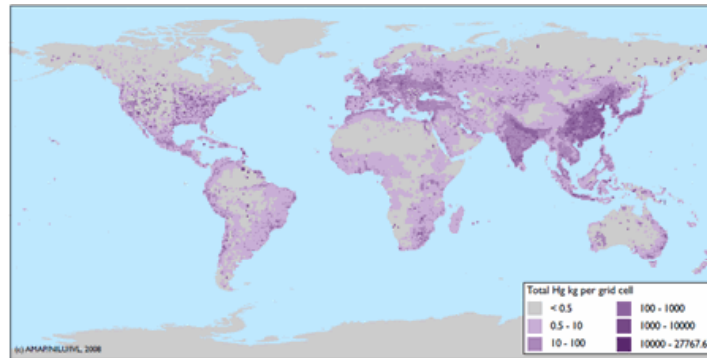 Total Hg kg per grid cell
< 0.5
0.5 - 10
10 - 100
100 - 1000
1000 - 10000
10000 - 27767.6
(c) AMAP/NILU/IVL, 2008